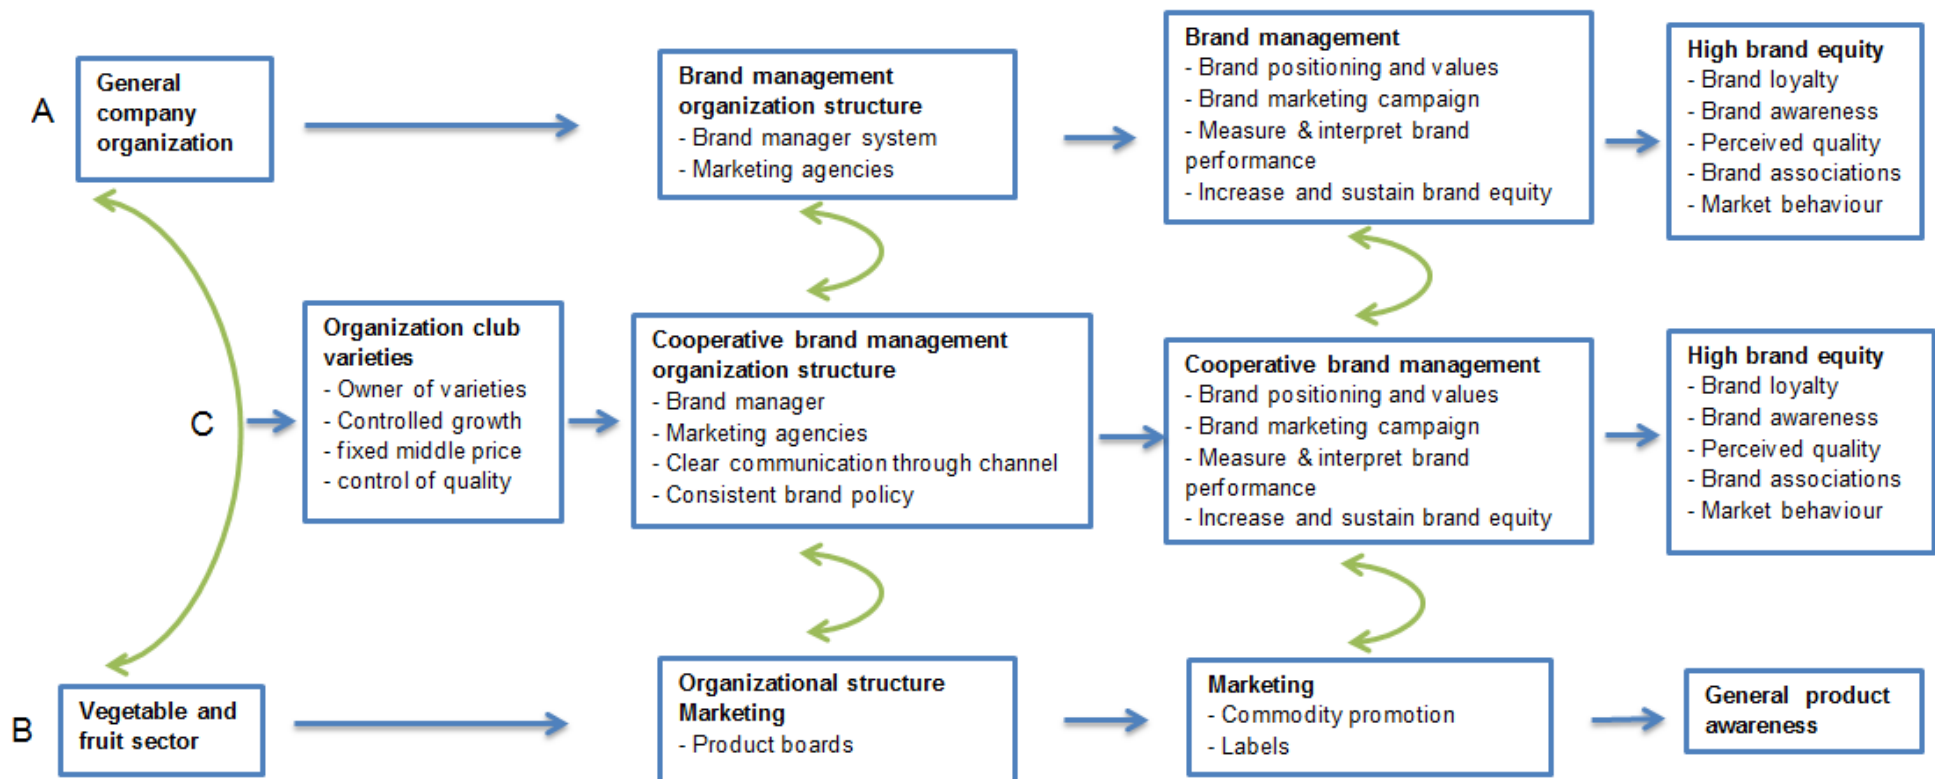 A
General
company
organization
Brand management
organization structure
- Brand manager system
- Marketing agencies
Brand management
- Brand positioning and values
- Brand marketing campaign
- Measure & interpret brand
performance
- Increase and sustain brand equity
High brand equity
- Brand loyalty
- Brand awareness
- Perceived quality
- Brand associations
- Market behaviour
C
Organization club
varieties
- Owner of varieties
- Controlled growth
- fixed middle price
- control of quality
Cooperative brand management
organization structure
- Brand manager
- Marketing agencies
- Clear communication through channel
- Consistent brand policy
Cooperative brand management
- Brand positioning and values
- Brand marketing campaign
- Measure & interpret brand
performance
- Increase and sustain brand equity
High brand equity
- Brand loyalty
- Brand awareness
- Perceived quality
- Brand associations
- Market behaviour
B
Vegetable and
fruit sector
Organizational structure
Marketing
- Product boards
Marketing
- Commodity promotion
- Labels
General product
awareness